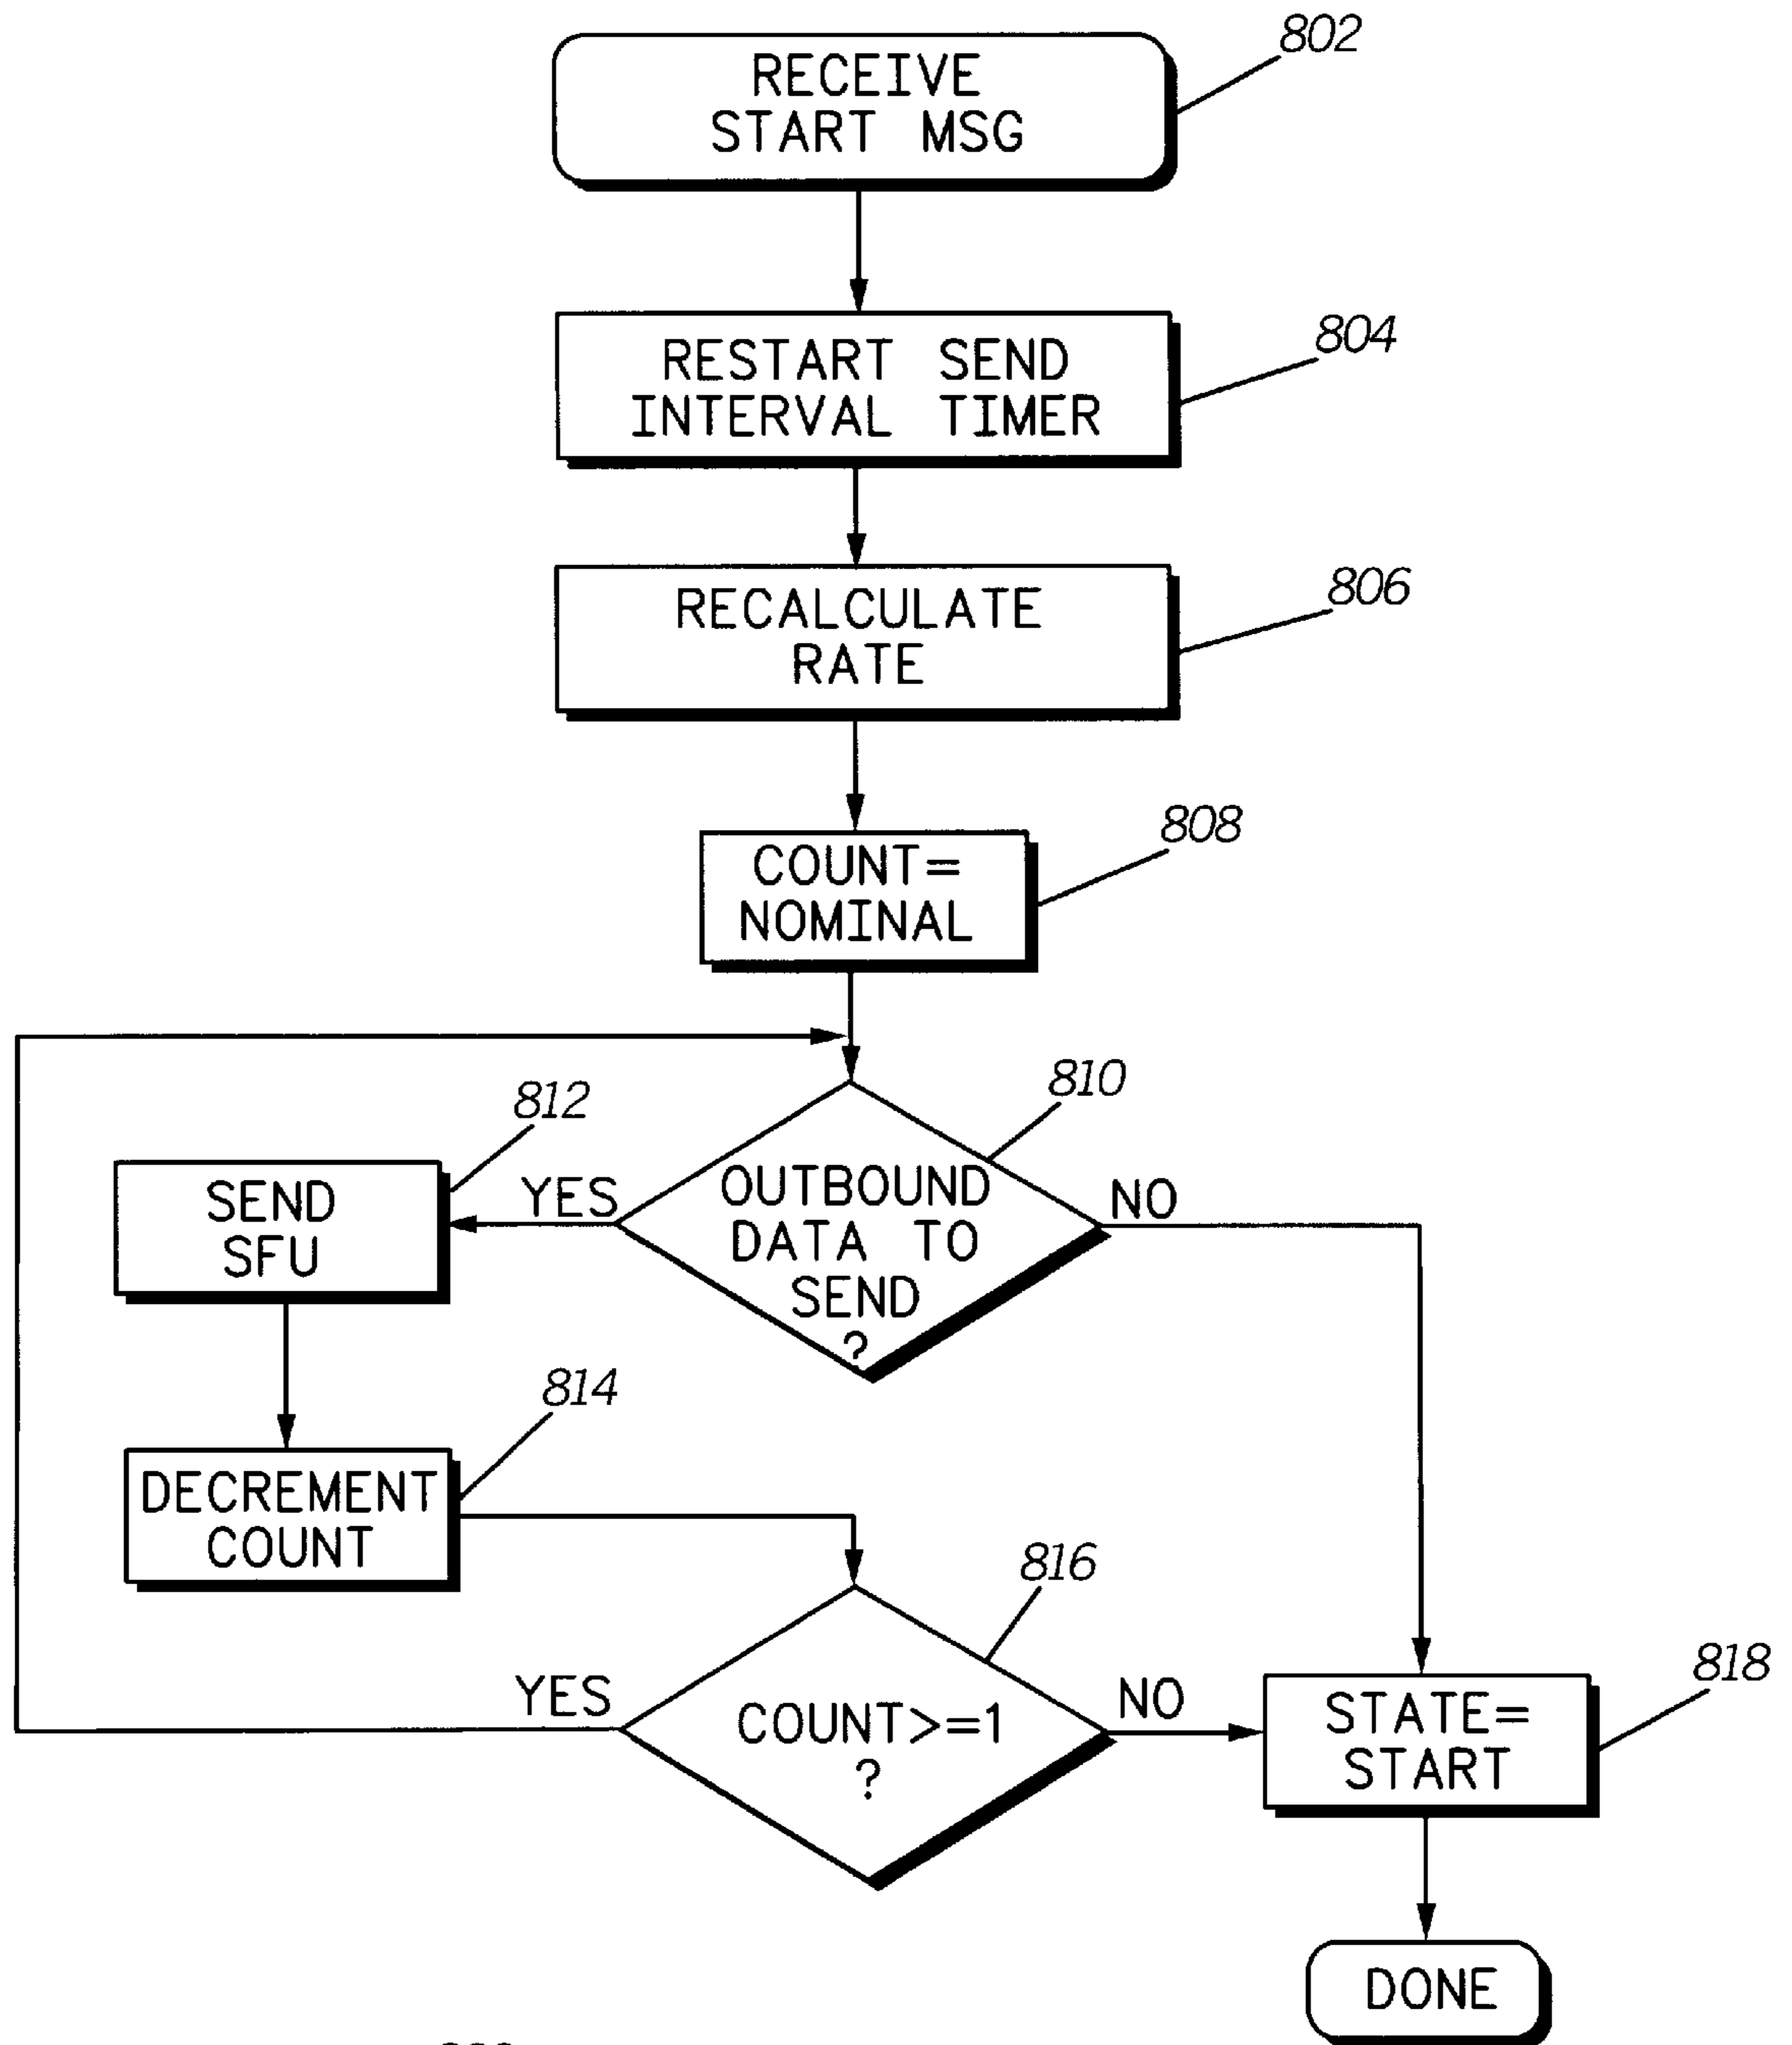 802
RECEIVE
START MSG
804
RESTART SEND
INTERVAL TIMER
806
RECALCULATE
RATE
808
COUNT=
NOMINAL
810
812
OUTBOUND
DATA TO
SEND
?
YES
NO
SEND
SFU
814
DECREMENT
COUNT
816
YES
COUNT>=1
?
NO
818
STATE=
START
DONE